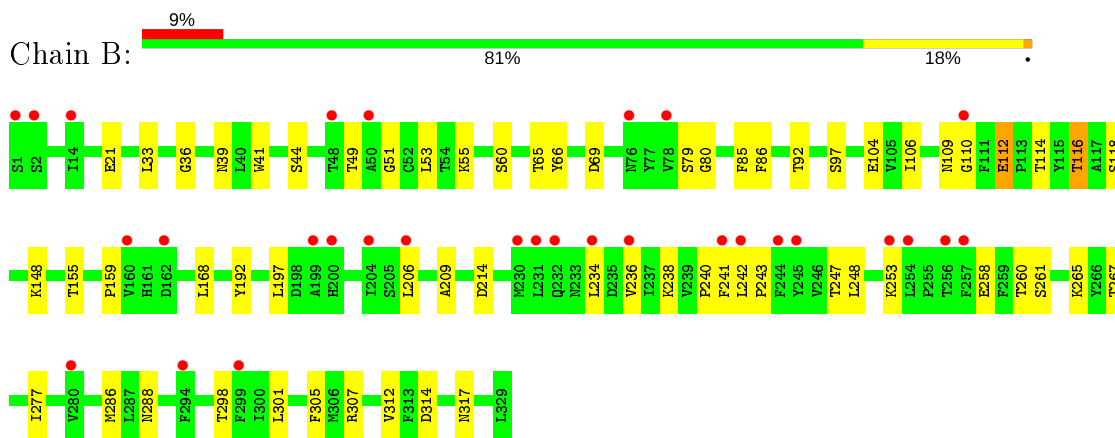 9%
Chain B:
81% 18% •
S1 S2 I14 E21 L33 G36 N39 L40 W41 S44 T48 T49 A50 G51 C52 L53 T54 K55 S60 T65 Y66 D69 N76 Y77 V78 S79 G80 F85 F86 T92 S97 E104 V105 I106 N109 G110 F111 E112 P113 T114 Y115 T116 A117 S118
K148 T155 P159 V160 H161 D162 L168 Y192 L197 D198 A199 H200 I204 S205 L206 A209 D214 M230 L231 Q232 N233 L234 D235 V236 I237 K238 V239 P240 F241 L242 P243 F244 Y245 V246 T247 L248 K253 L254 P255 T256 F257 E258 F259 T260 S261 K265 Y266 T267
I277 V280 M286 L287 N288 F294 T298 F299 I300 L301 F305 M306 R307 V312 F313 D314 N317 L329